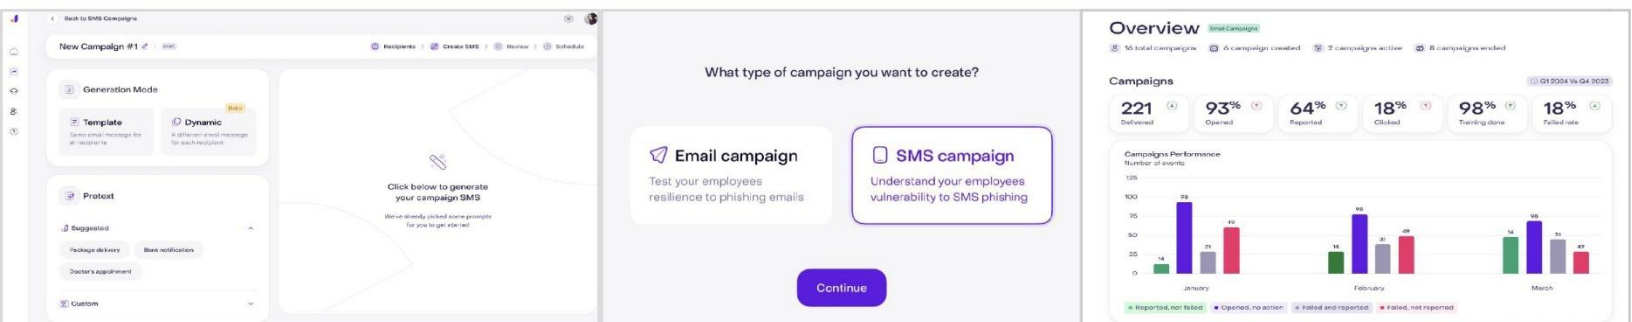 Back to SMS Campaigns
New Campaign #1
Draft
Recipients
Create SMS
Review
Schedule
Generation Mode
Beta
Template
Same email message for
all recipients
Dynamic
A different email message
for each recipient
Pretext
Suggested
Package delivery
Bank notification
Doctor's appointment
Custom
Click below to generate
your campaign SMS
We've already picked some prompts
for you to get started
What type of campaign you want to create?
Email campaign
Test your employees
resilience to phishing emails
SMS campaign
Understand your employees
vulnerability to SMS phishing
Continue
Overview
Email Campaigns
16 total campaigns
6 campaign created
2 campaigns active
8 campaigns ended
Campaigns
Q1 2024 Vs Q4 2023
221
Delivered
93%
Opened
64%
Reported
18%
Clicked
98%
Training done
18%
Failed rate
Campaigns Performance
Number of events
125
100
75
50
25
0
14
98
21
49
98
31
49
14
98
31
49
January
February
March
Reported, not failed
Opened, no action
Failed and reported
Failed, not reported